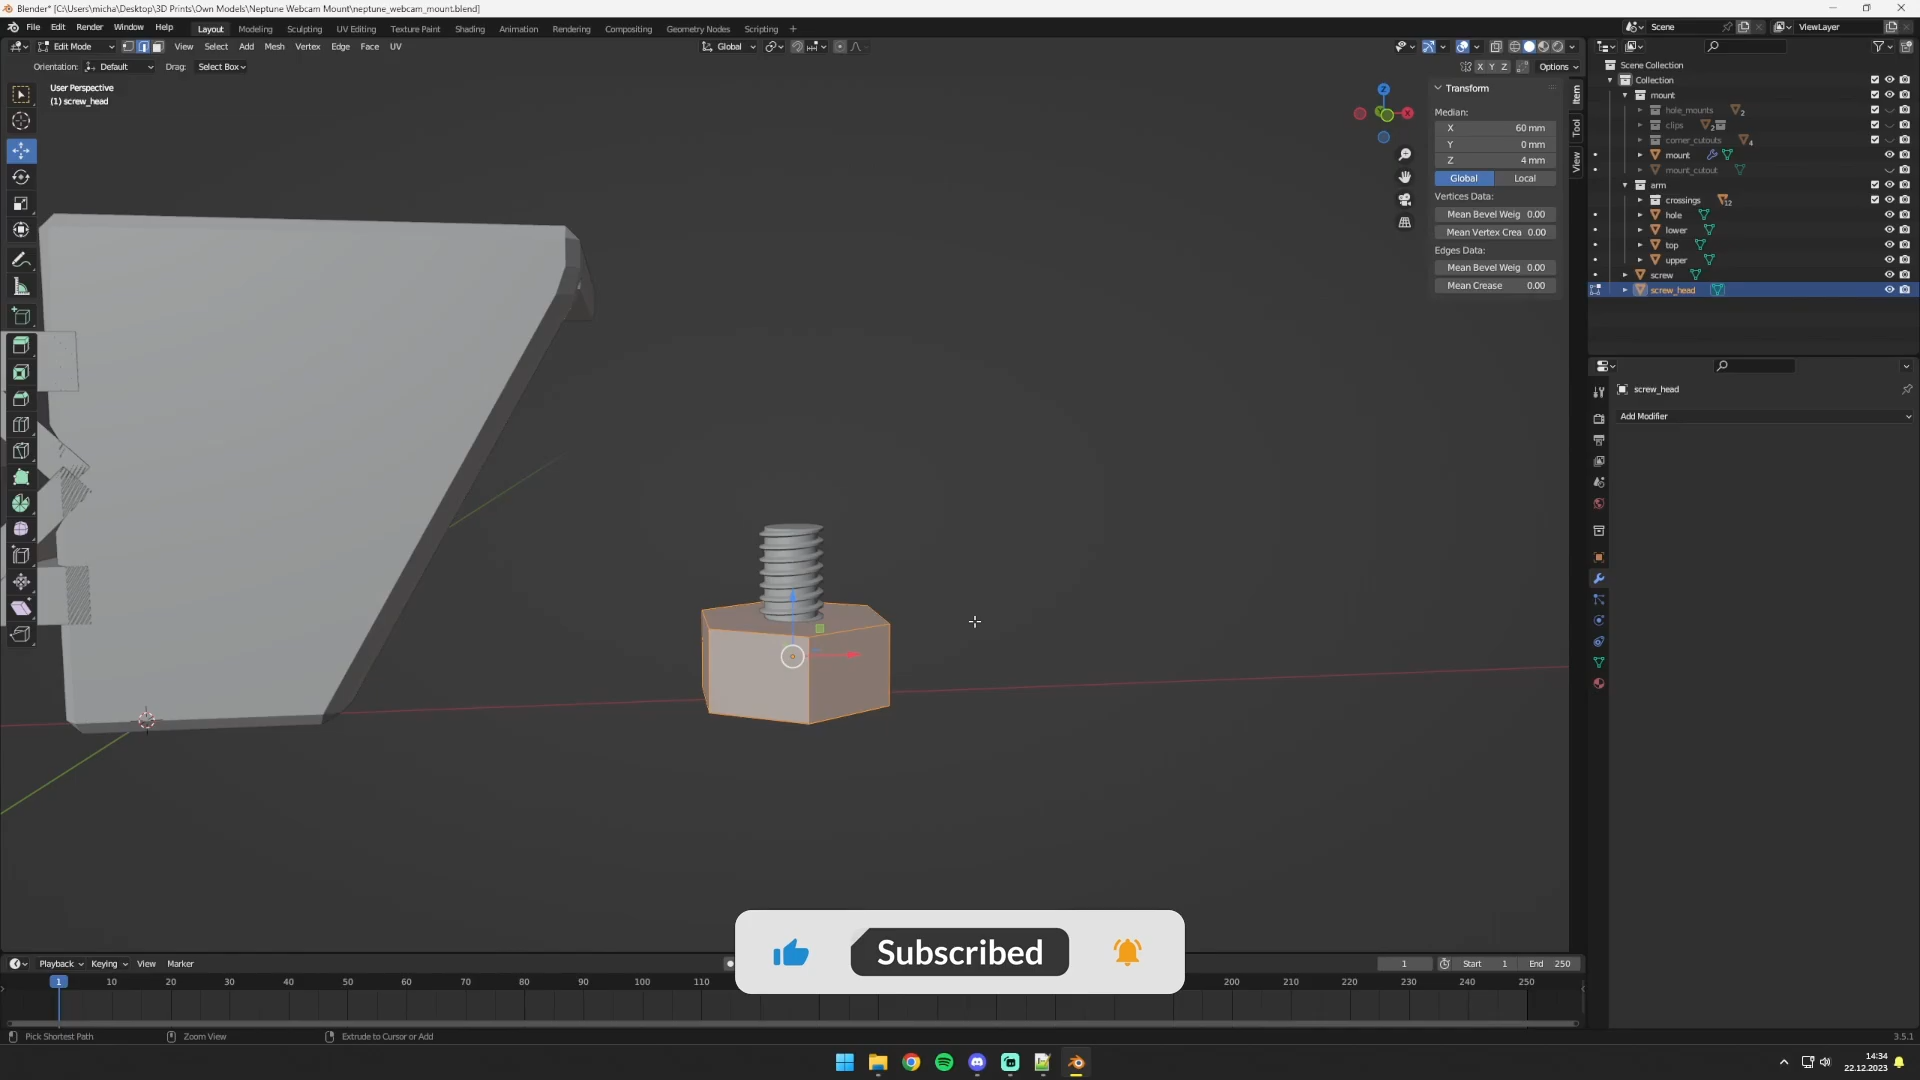 Blender* [C:\Users\micha\Desktop\3D Prints\Own Models\Neptune Webcam Mount\neptune_webcam_mount.blend]
File Edit Render Window Help Layout Modeling Sculpting UV Editing Texture Paint Shading Animation Rendering Compositing Geometry Nodes Scripting + Scene ViewLayer
Edit Mode View Select Add Mesh Vertex Edge Face UV Global
Orientation: Default Drag: Select Box X Y Z Options
User Perspective
(1) screw_head
Transform
Median:
X 60 mm
Y 0 mm
Z 4 mm
Global Local
Vertices Data:
Mean Bevel Weig 0.00
Mean Vertex Crea 0.00
Edges Data:
Mean Bevel Weig 0.00
Mean Crease 0.00
Item
Tool
View
Z
X
Scene Collection
Collection
mount
hole_mounts 2
clips 2
corner_cutouts 4
mount
mount_cutout
arm
crossings 12
hole
lower
top
upper
screw
screw_head
screw_head
Add Modifier
Subscribed
Playback Keying View Marker 1 Start 1 End 250
1 10 20 30 40 50 60 70 80 90 100 110 200 210 220 230 240 250
Pick Shortest Path Zoom View Extrude to Cursor or Add 3.5.1
14:34
22.12.2023